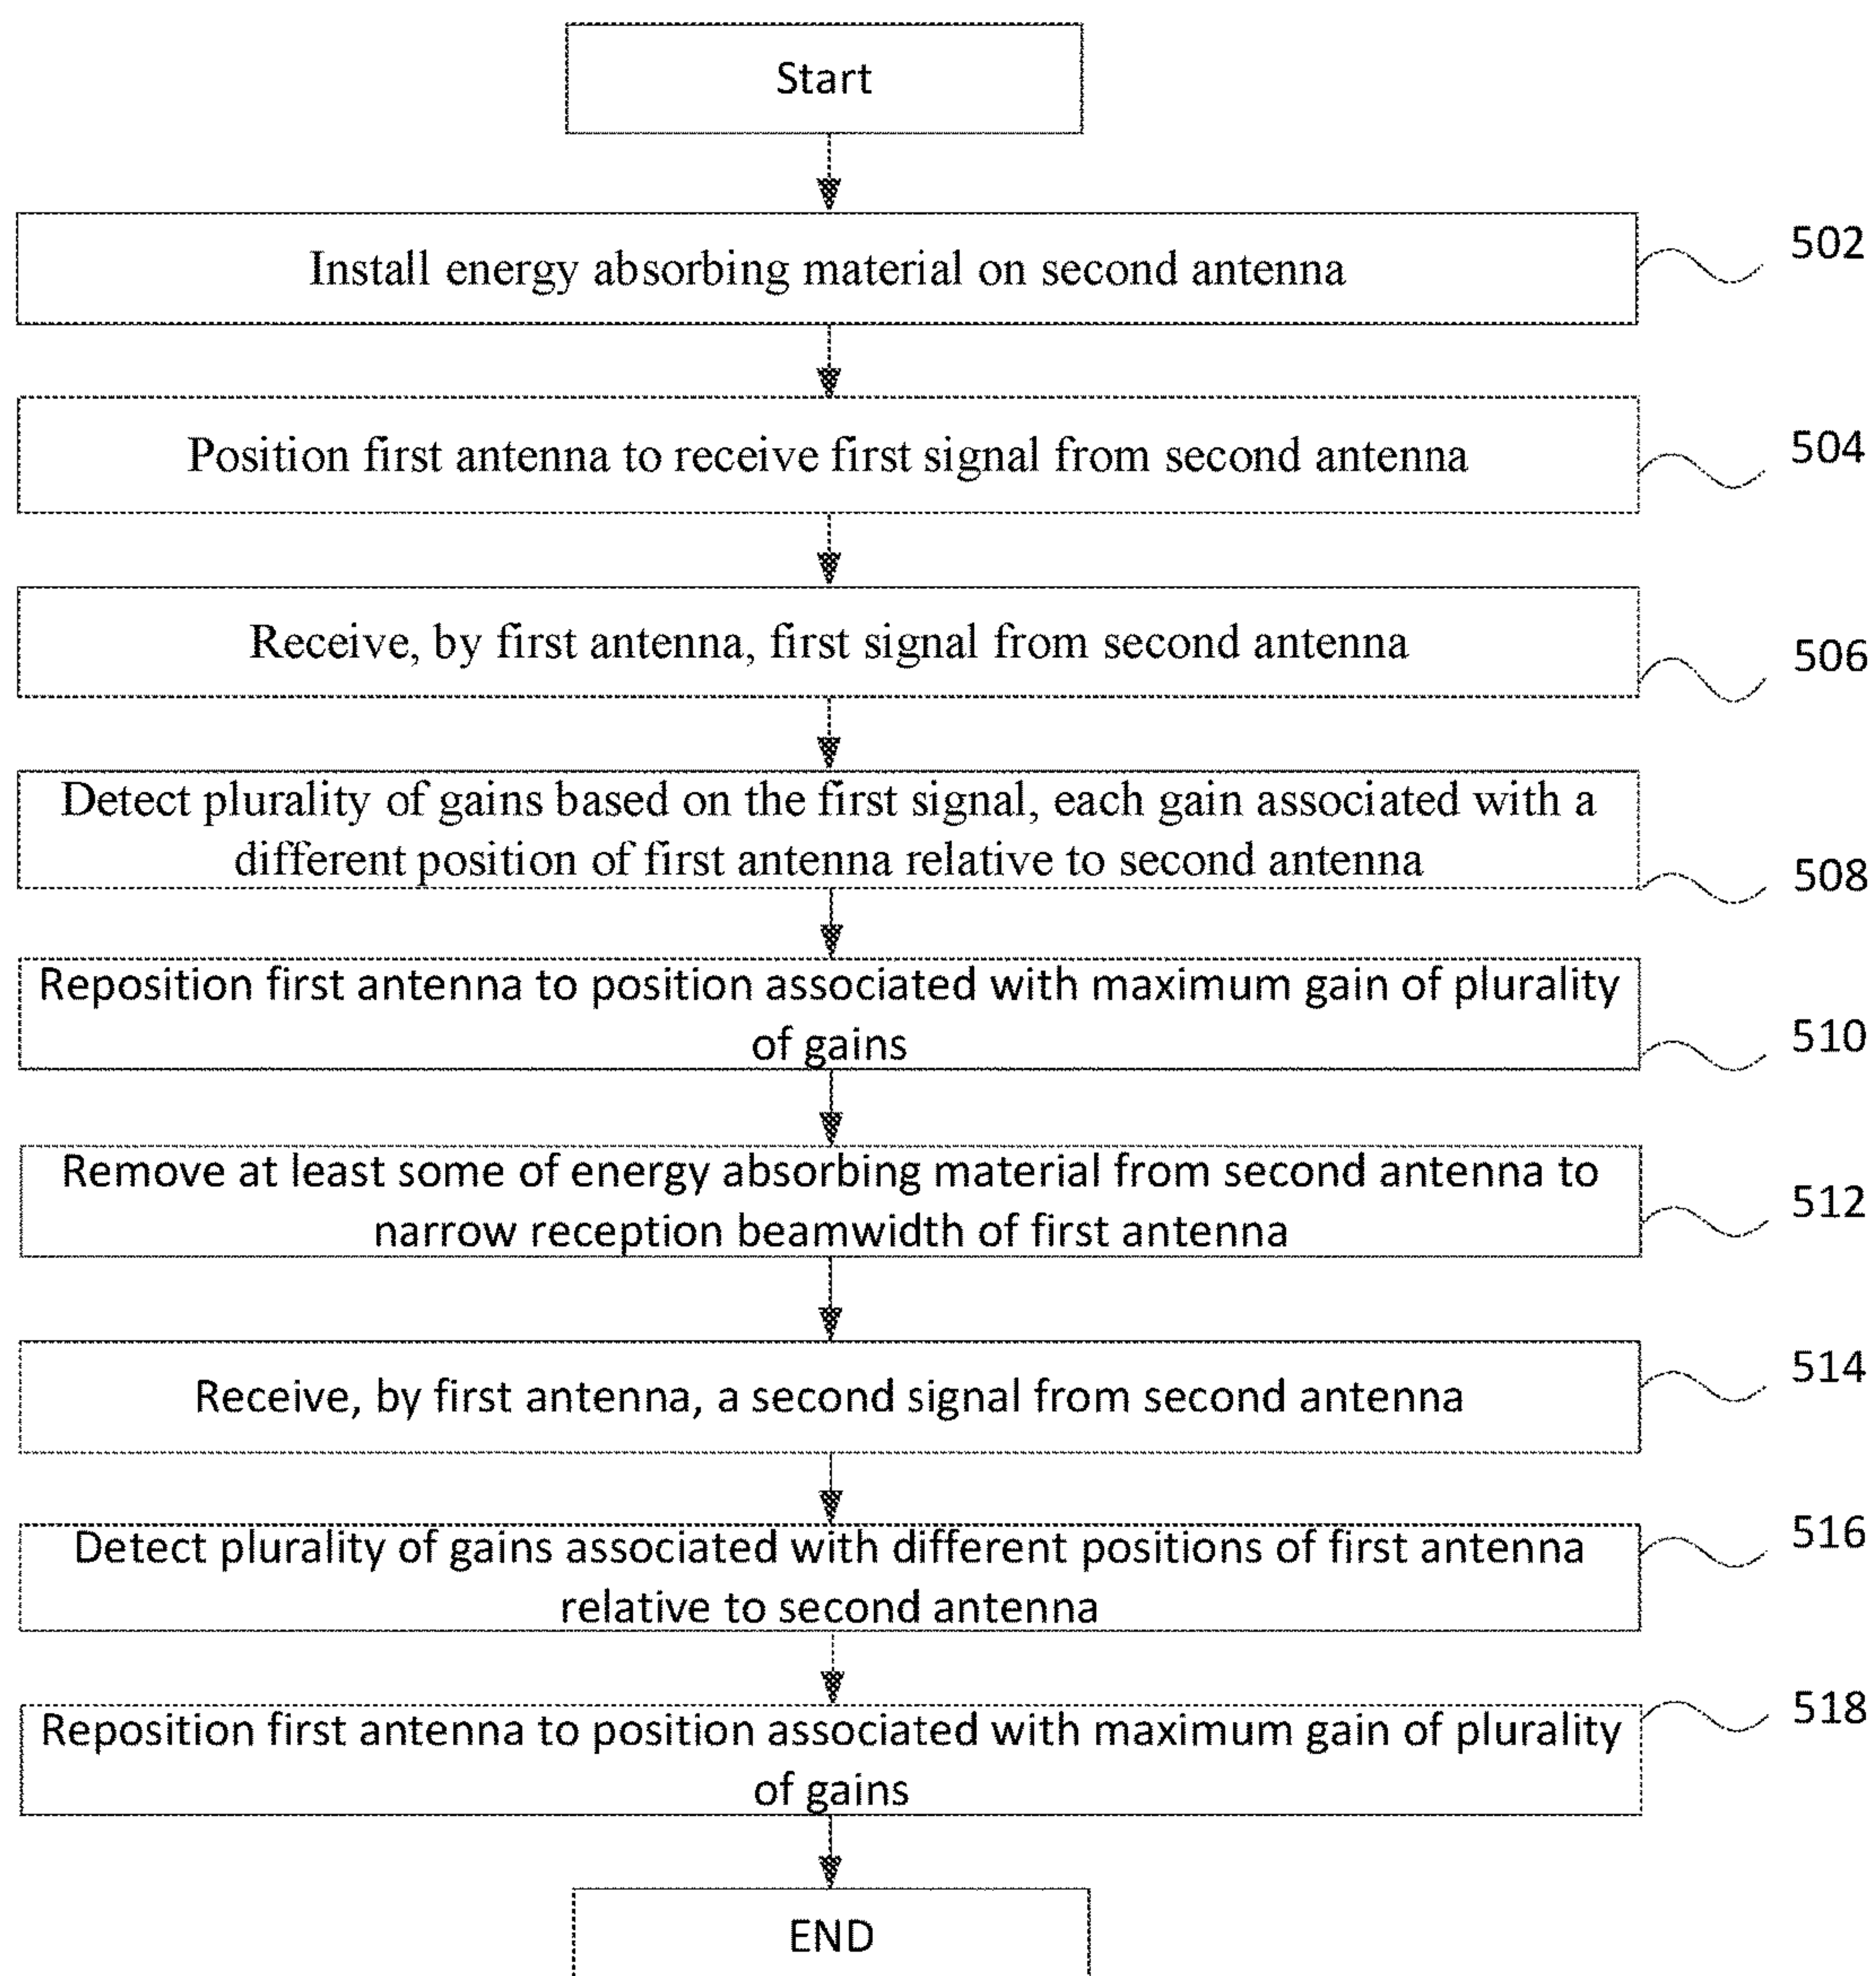 Start
Install energy absorbing material on second antenna
502
Position first antenna to receive first signal from second antenna
504
Receive, by first antenna, first signal from second antenna
506
Detect plurality of gains based on the first signal, each gain associated with a
different position of first antenna relative to second antenna
508
Reposition first antenna to position associated with maximum gain of plurality
of gains
510
Remove at least some of energy absorbing material from second antenna to
narrow reception beamwidth of first antenna
512
Receive, by first antenna, a second signal from second antenna
514
Detect plurality of gains associated with different positions of first antenna
relative to second antenna
516
Reposition first antenna to position associated with maximum gain of plurality
of gains
518
END